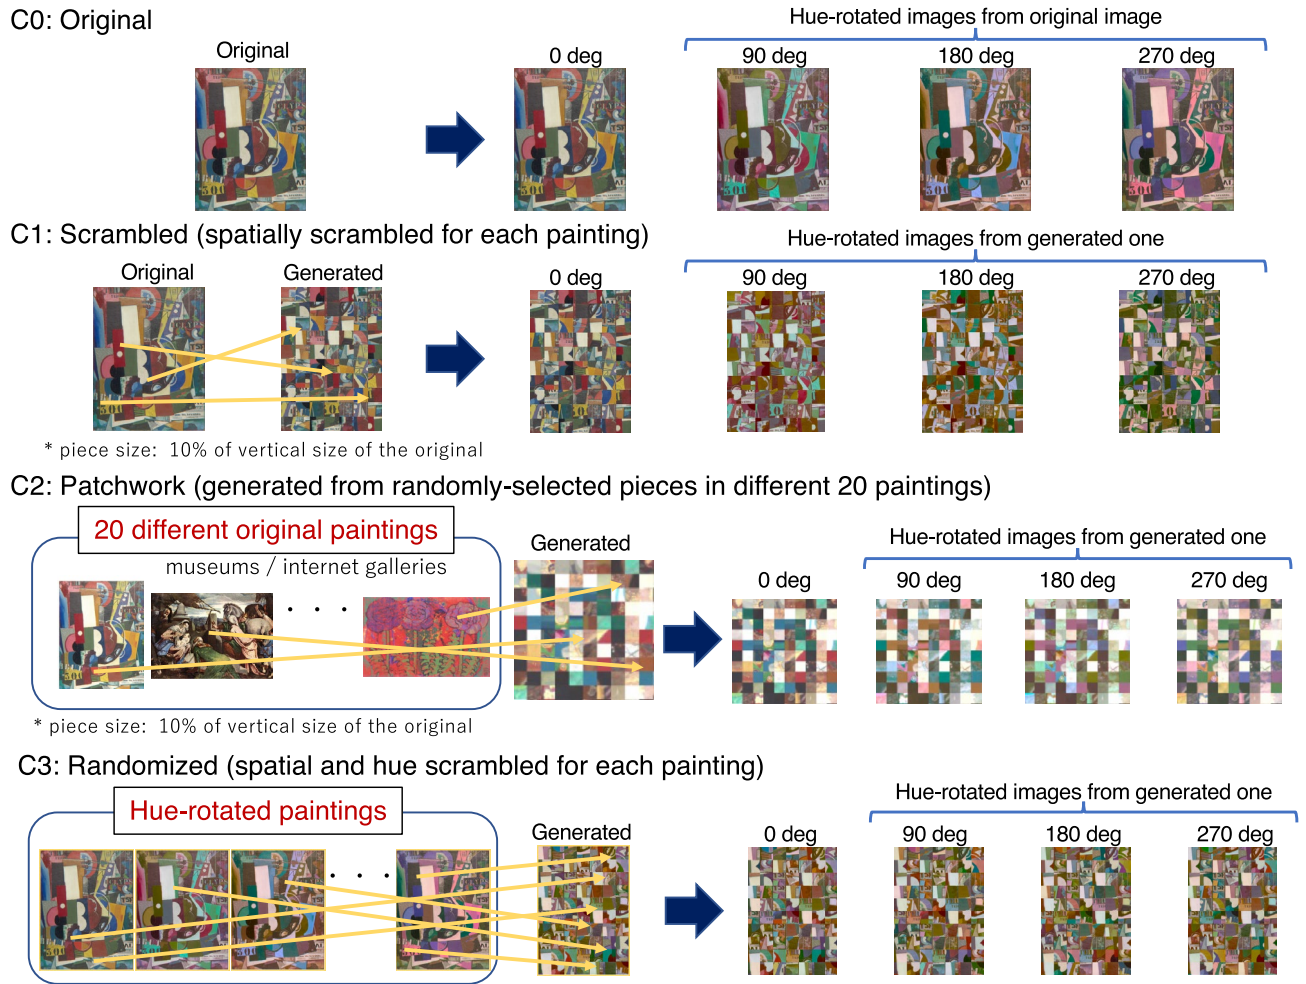 C0: Original
Hue-rotated images from original image
Original
0 deg
90 deg
180 deg
270 deg
C1: Scrambled (spatially scrambled for each painting)
Hue-rotated images from generated one
Original
Generated
0 deg
90 deg
180 deg
270 deg
* piece size: 10% of vertical size of the original
C2: Patchwork (generated from randomly-selected pieces in different 20 paintings)
20 different original paintings
museums / internet galleries
. . .
Generated
Hue-rotated images from generated one
0 deg
90 deg
180 deg
270 deg
* piece size: 10% of vertical size of the original
C3: Randomized (spatial and hue scrambled for each painting)
Hue-rotated paintings
. . .
Generated
Hue-rotated images from generated one
0 deg
90 deg
180 deg
270 deg